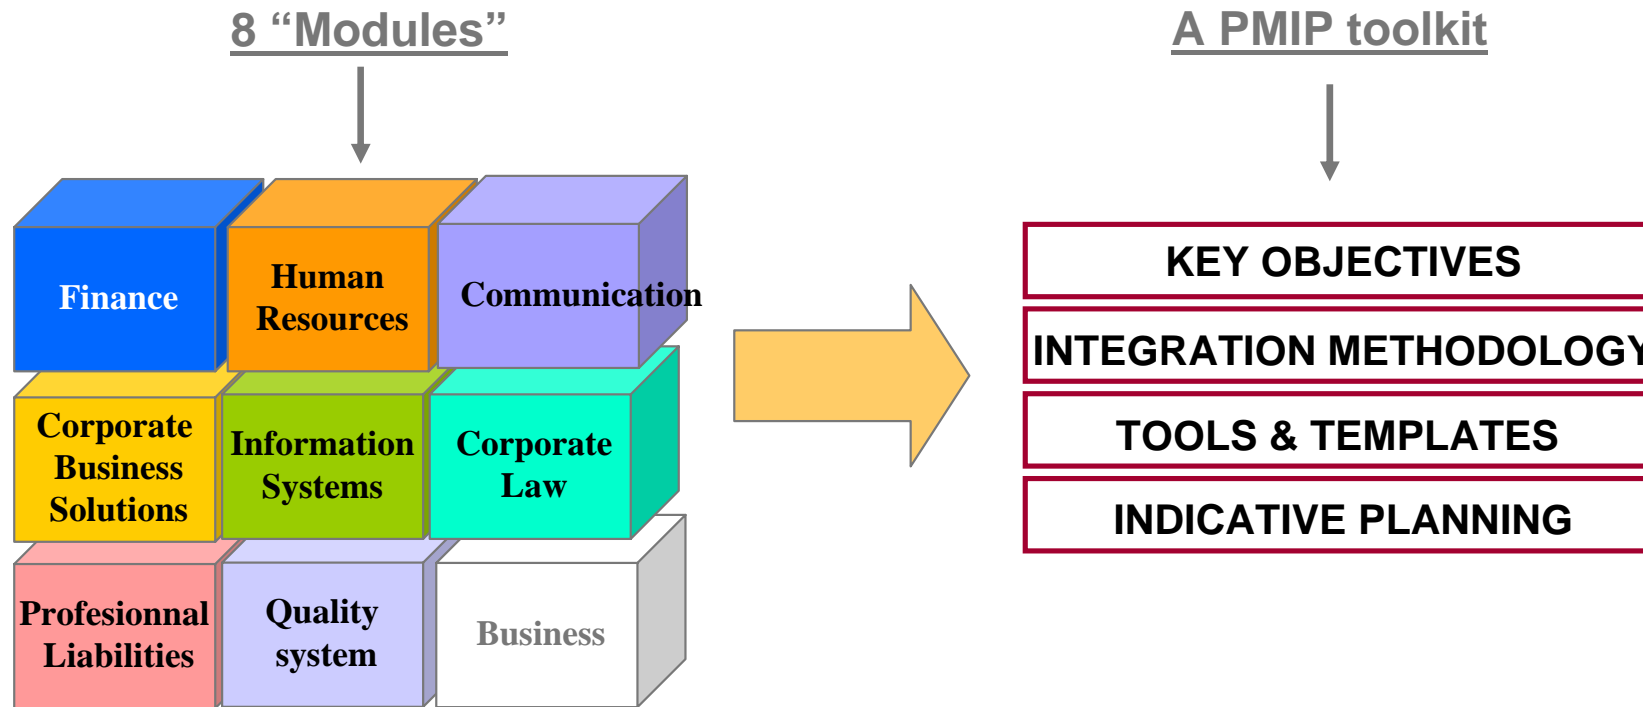 8 “Modules”
A PMIP toolkit
Finance
Human
Resources
Communication
Corporate
Business
Solutions
Information
Systems
Corporate
Law
Profesionnal
Liabilities
Quality
system
Business
KEY OBJECTIVES
INTEGRATION METHODOLOGY
TOOLS & TEMPLATES
INDICATIVE PLANNING